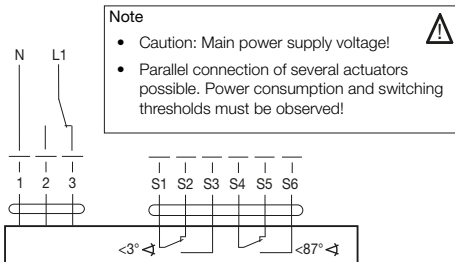 Note
• Caution: Main power supply voltage!
• Parallel connection of several actuators
possible. Power consumption and switching
thresholds must be observed!
N L1
1 2 3 S1 S2 S3 S4 S5 S6
<3° <87°